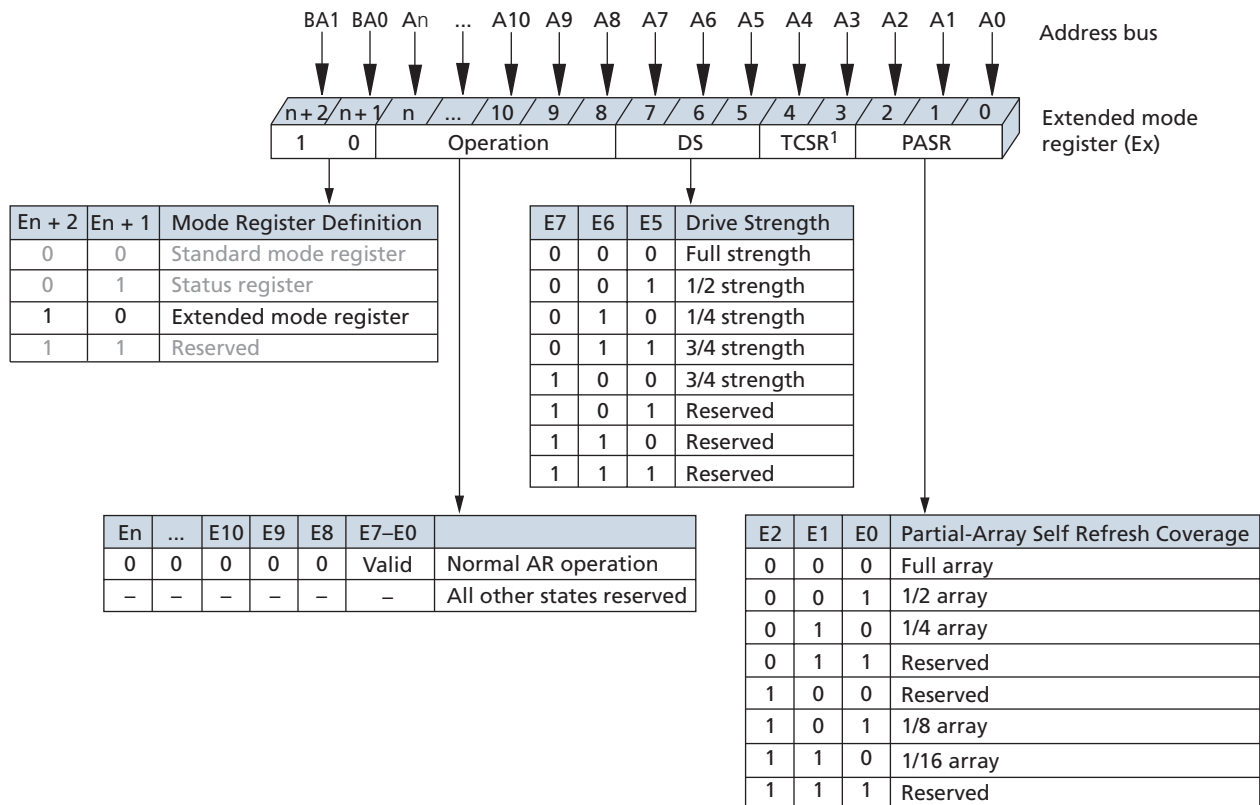 BA1 BA0 An ... A10 A9 A8 A7 A6 A5 A4 A3 A2 A1 A0 Address bus
n + 2 n + 1 n ... 10 9 8 7 6 5 4 3 2 1 0
Extended mode
register (Ex)
1 0 Operation DS TCSR1 PASR
En + 2 En + 1 Mode Register Definition
0 0 Standard mode register
0 1 Status register
1 0 Extended mode register
1 1 Reserved
E7 E6 E5 Drive Strength
0 0 0 Full strength
0 0 1 1/2 strength
0 1 0 1/4 strength
0 1 1 3/4 strength
1 0 0 3/4 strength
1 0 1 Reserved
1 1 0 Reserved
1 1 1 Reserved
En ... E10 E9 E8 E7–E0
0 0 0 0 0 Valid Normal AR operation
– – – – – – All other states reserved
E2 E1 E0 Partial-Array Self Refresh Coverage
0 0 0 Full array
0 0 1 1/2 array
0 1 0 1/4 array
0 1 1 Reserved
1 0 0 Reserved
1 0 1 1/8 array
1 1 0 1/16 array
1 1 1 Reserved